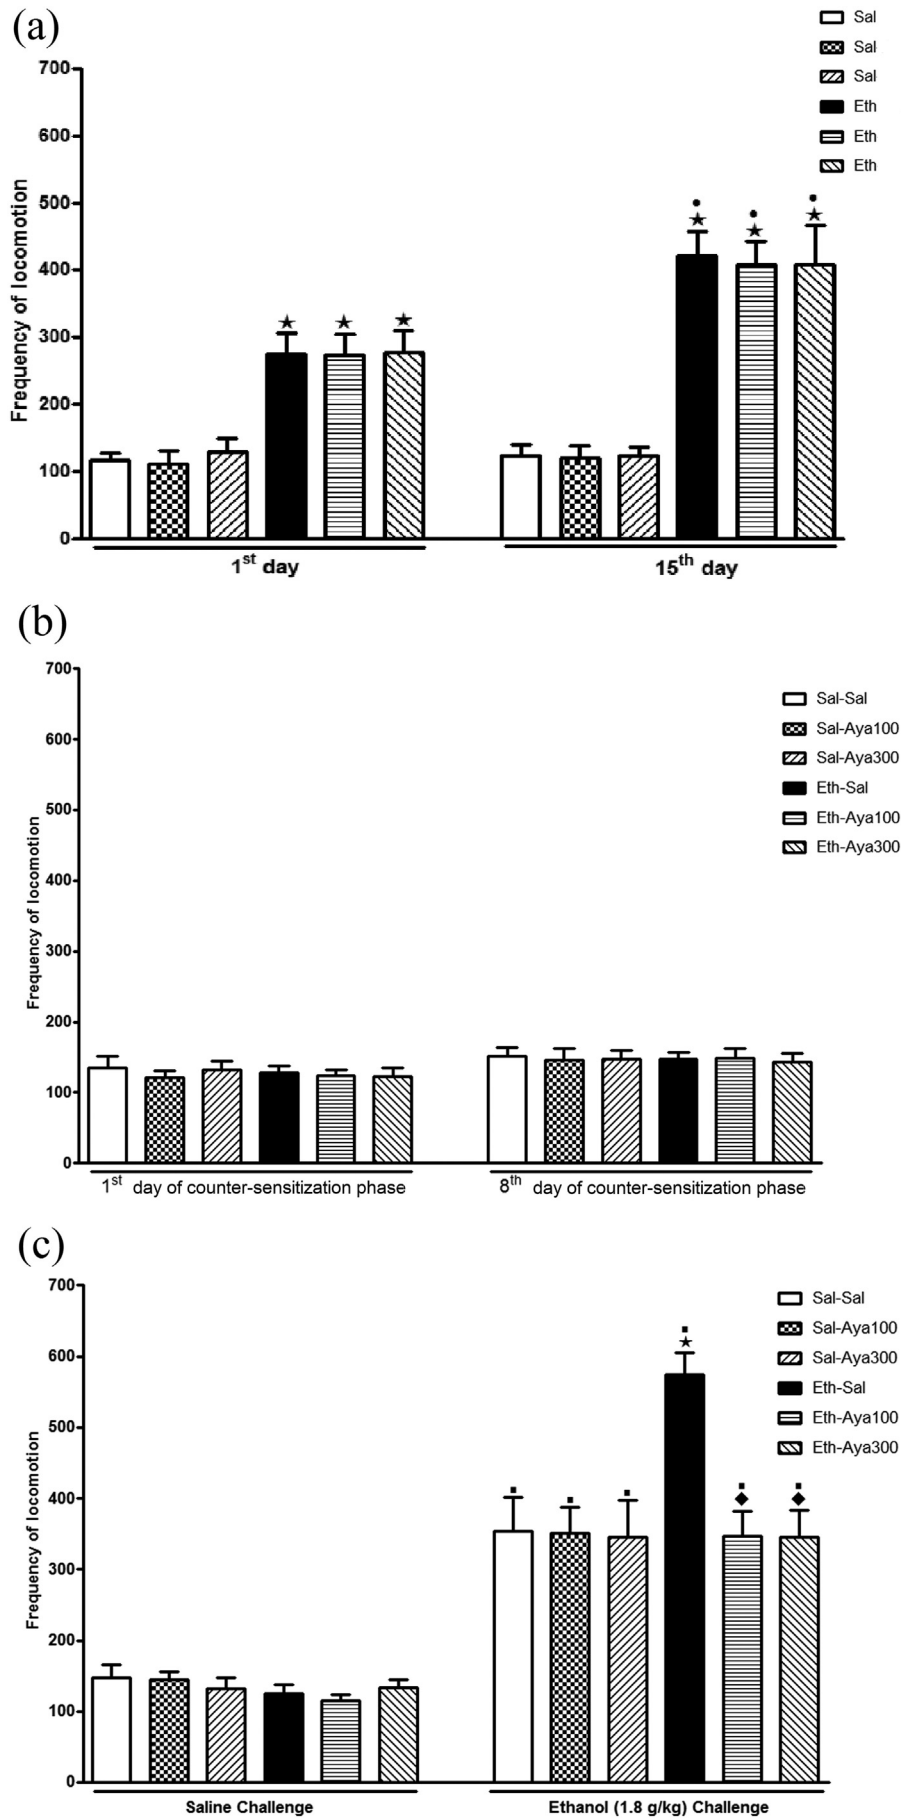 (a)
Sal
Sal
Sal
Eth
Eth
Eth
700
600
500
400
300
200
100
0
Frequency of locomotion
1st day
15th day
(b)
Sal-Sal
Sal-Aya100
Sal-Aya300
Eth-Sal
Eth-Aya100
Eth-Aya300
700
600
500
400
300
200
100
0
Frequency of locomotion
1st day of counter-sensitization phase
8th day of counter-sensitization phase
(c)
Sal-Sal
Sal-Aya100
Sal-Aya300
Eth-Sal
Eth-Aya100
Eth-Aya300
700
600
500
400
300
200
100
0
Frequency of locomotion
Saline Challenge
Ethanol (1.8 g/kg) Challenge